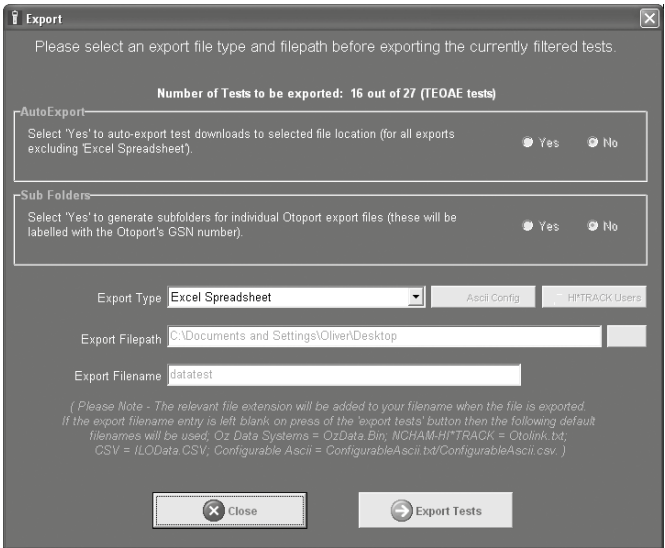 Export
Please select an export file type and filepath before exporting the currently filtered tests.
Number of Tests to be exported: 16 out of 27 (TEOAE tests)
AutoExport
Select 'Yes' to auto-export test downloads to selected file location (for all exports
excluding 'Excel Spreadsheet').
Yes No
Sub Folders
Select 'Yes' to generate subfolders for individual Otoport export files (these will be
labelled with the Otoport's GSN number).
Yes No
Export Type Excel Spreadsheet Ascii Config HI*TRACK Users
Export Filepath C:\Documents and Settings\Oliver\Desktop
Export Filename datatest
( Please Note - The relevant file extension will be added to your filename when the file is exported.
If the export filename entry is left blank on press of the 'export tests' button then the following default
filenames will be used; Oz Data Systems = OzData.Bin; NCHAM-HI*TRACK = Otolink.txt;
CSV = ILOData.CSV; Configurable Ascii = ConfigurableAscii.txt/ConfigurableAscii.csv. )
Close Export Tests